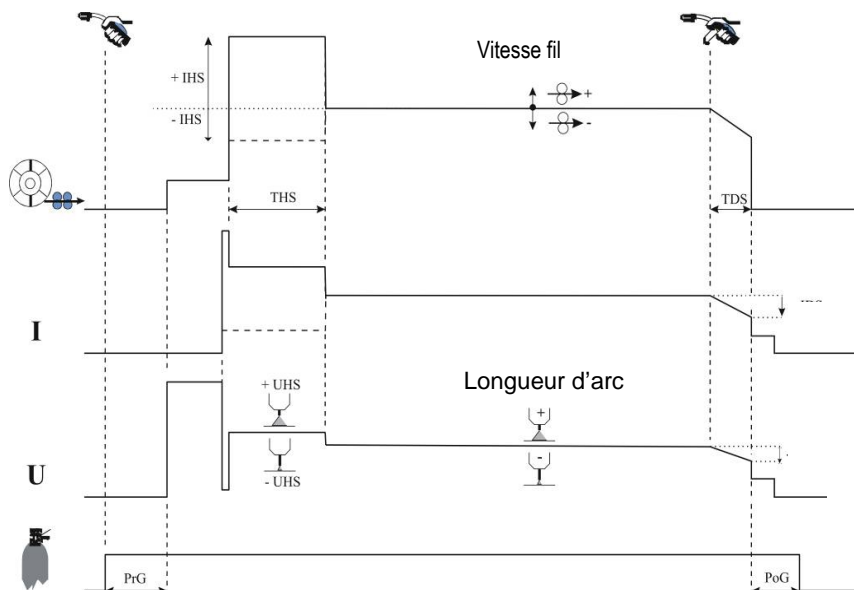 Vitesse fil
+ IHS
+
- IHS
-
THS
TDS
I
+ UHS
Longueur d’arc
+
-
- UHS
U
PrG
PoG